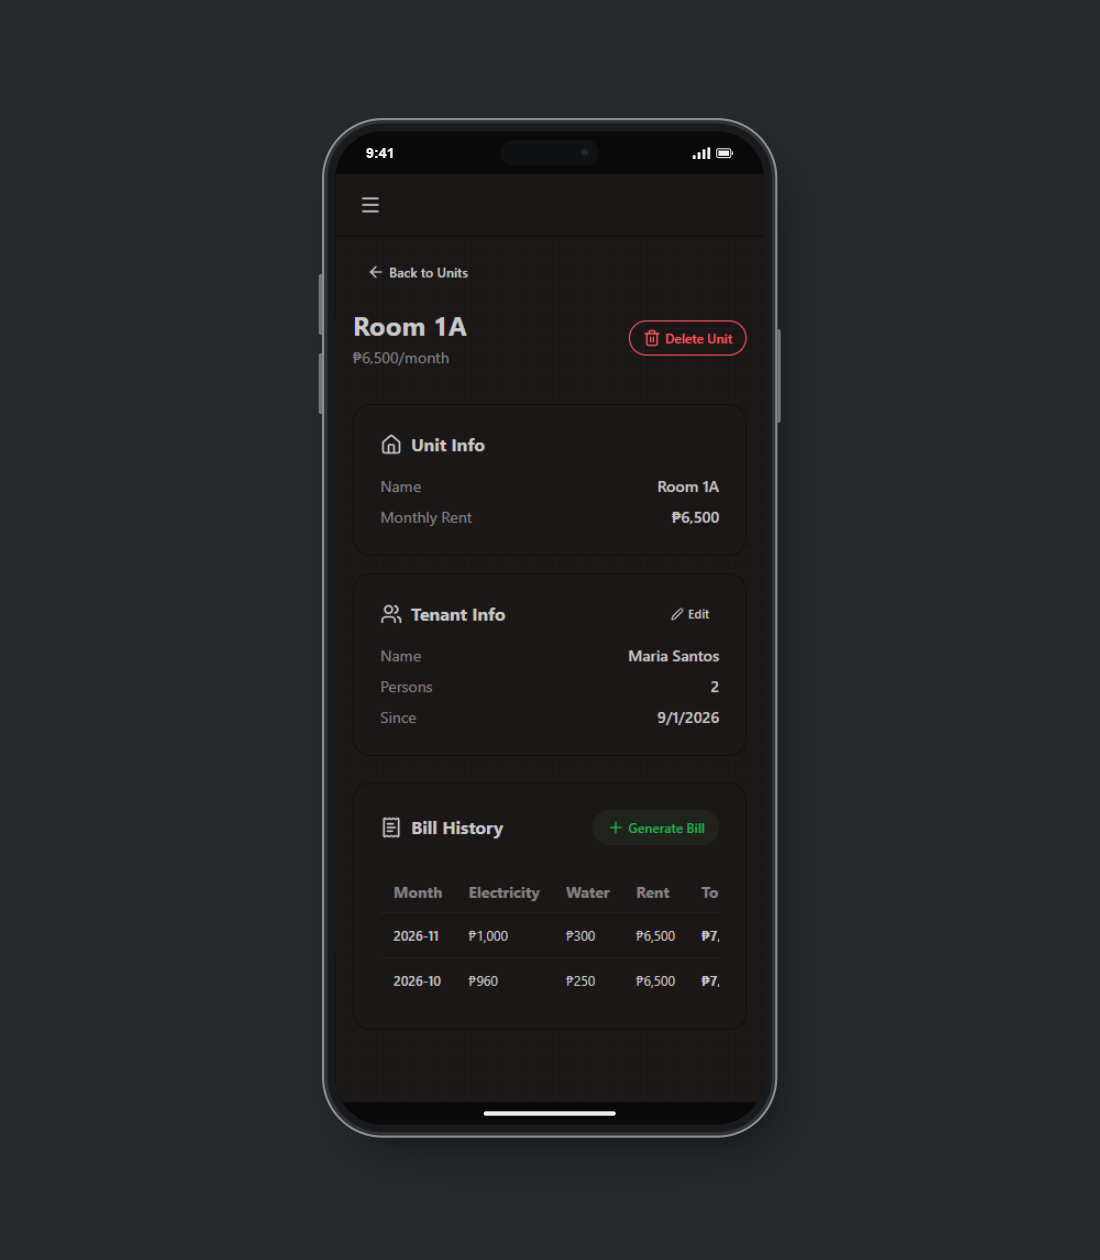 9:41
Back to Units
Room 1A
₱6,500/month
Delete Unit
Unit Info
Name Room 1A
Monthly Rent ₱6,500
Tenant Info Edit
Name Maria Santos
Persons 2
Since 9/1/2026
Bill History Generate Bill
Month Electricity Water Rent To
2026-11 ₱1,000 ₱300 ₱6,500 ₱7,
2026-10 ₱960 ₱250 ₱6,500 ₱7,